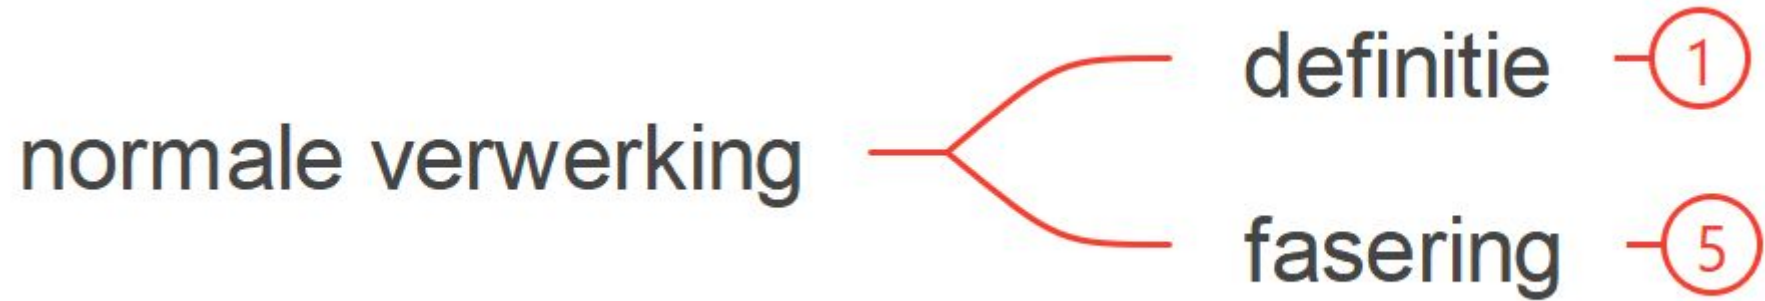 definitie 1
normale verwerking
fasering 5